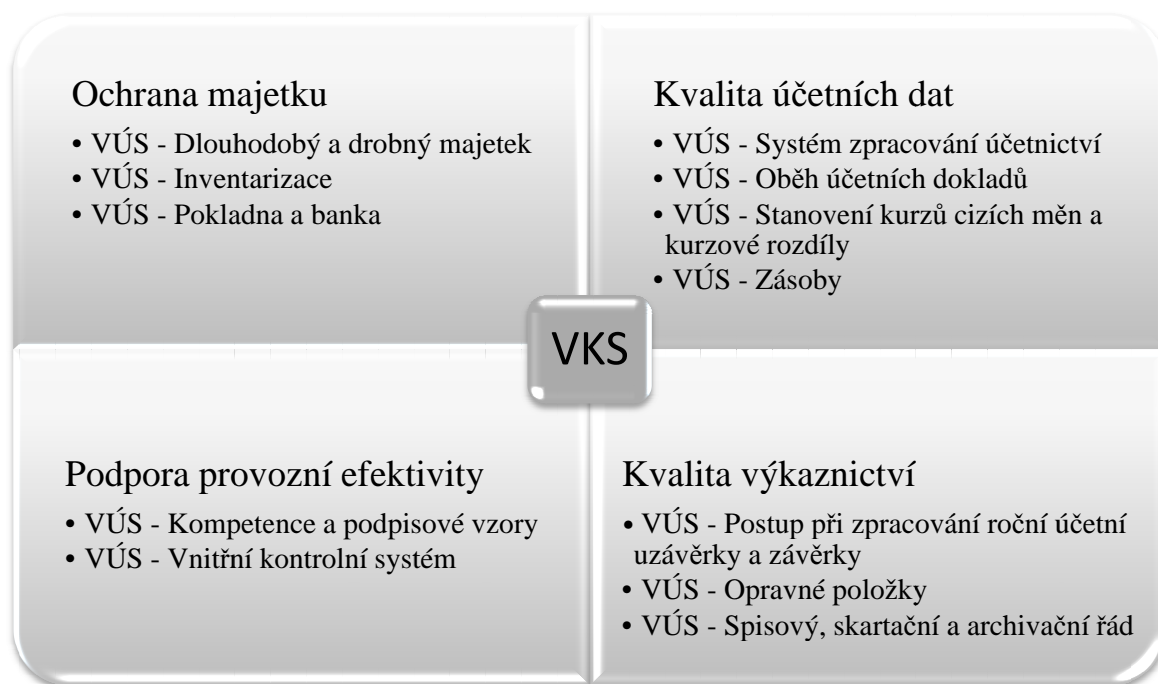 Ochrana majetku
• VÚS - Dlouhodobý a drobný majetek
• VÚS - Inventarizace
• VÚS - Pokladna a banka
Kvalita účetních dat
• VÚS - Systém zpracování účetnictví
• VÚS - Oběh účetních dokladů
• VÚS - Stanovení kurzů cizích měn a
kurzové rozdíly
• VÚS - Zásoby
VKS
Podpora provozní efektivity
• VÚS - Kompetence a podpisové vzory
• VÚS - Vnitřní kontrolní systém
Kvalita výkaznictví
• VÚS - Postup při zpracování roční účetní
uzávěrky a závěrky
• VÚS - Opravné položky
• VÚS - Spisový, skartační a archivační řád